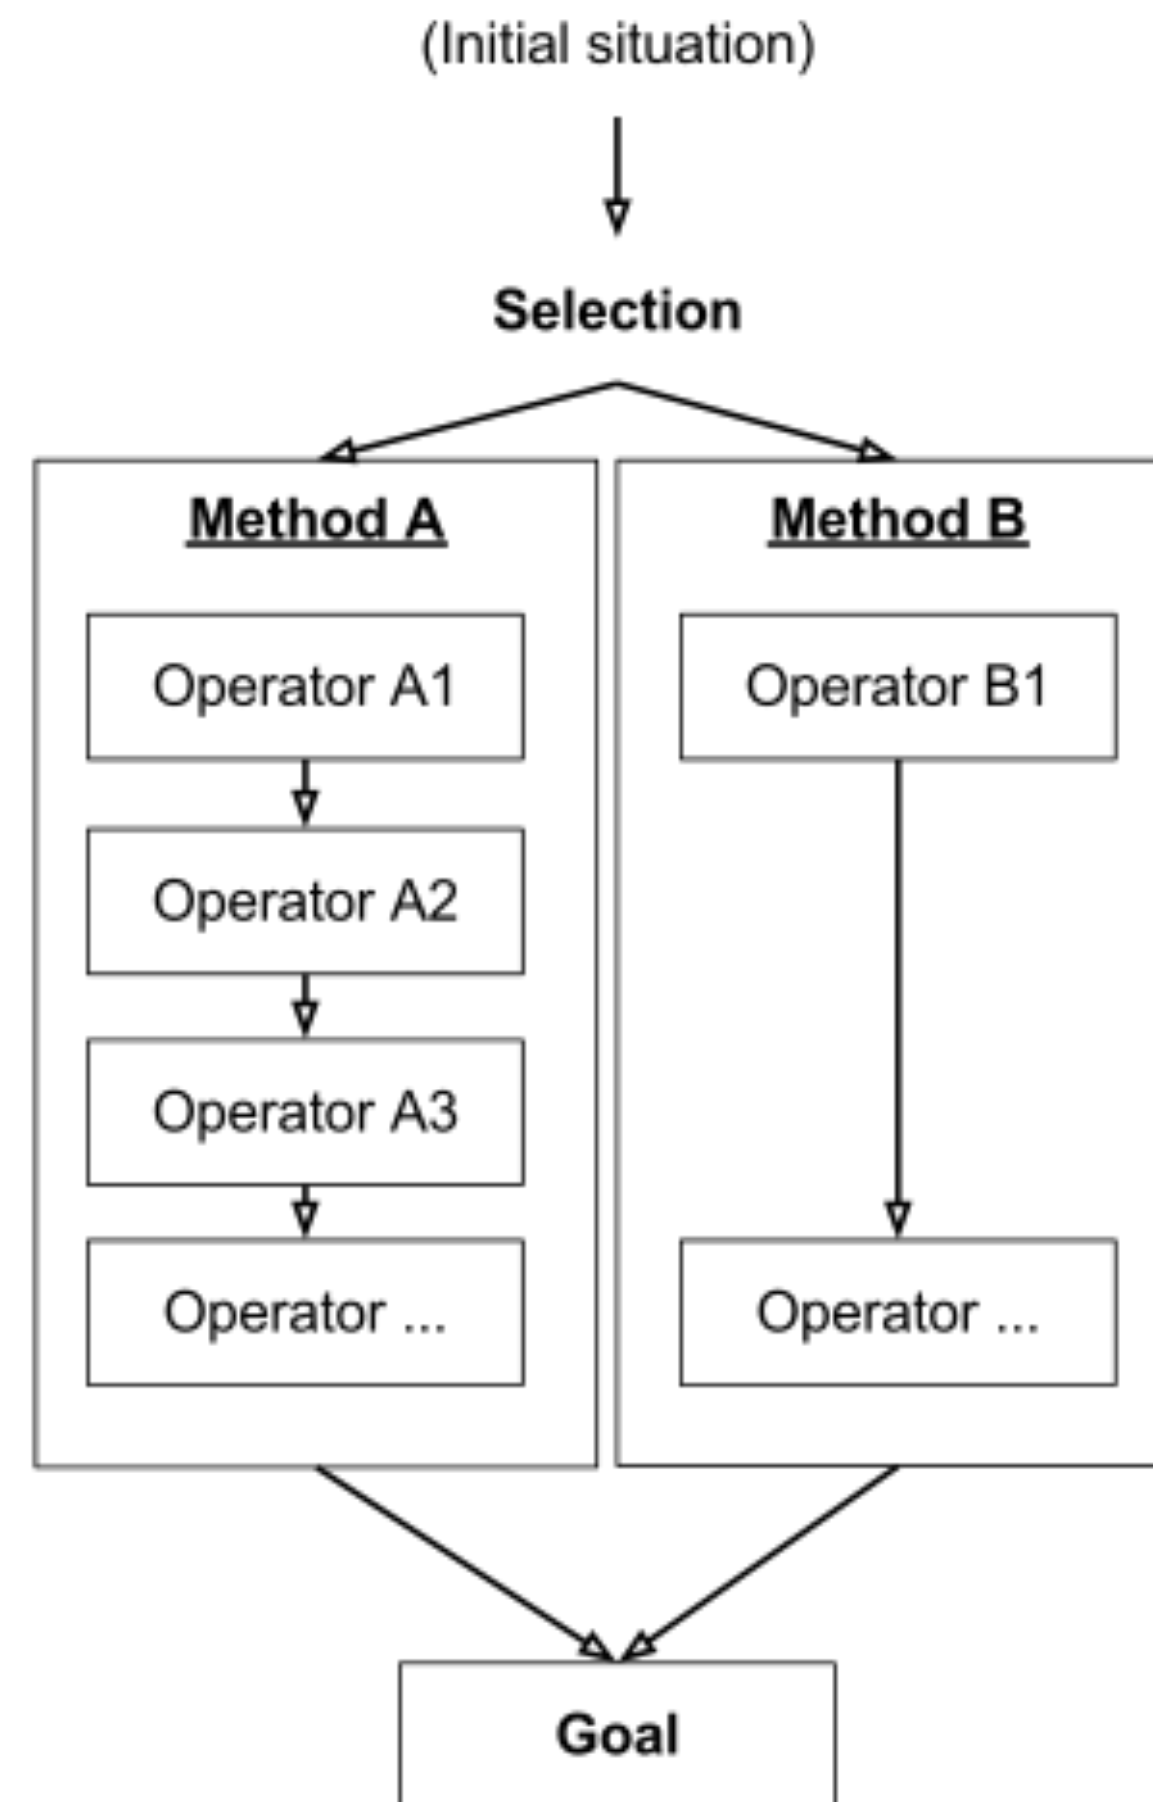 (Initial situation)
Selection
Method A
Operator A1
Operator A2
Operator A3
Operator ...
Method B
Operator B1
Operator ...
Goal